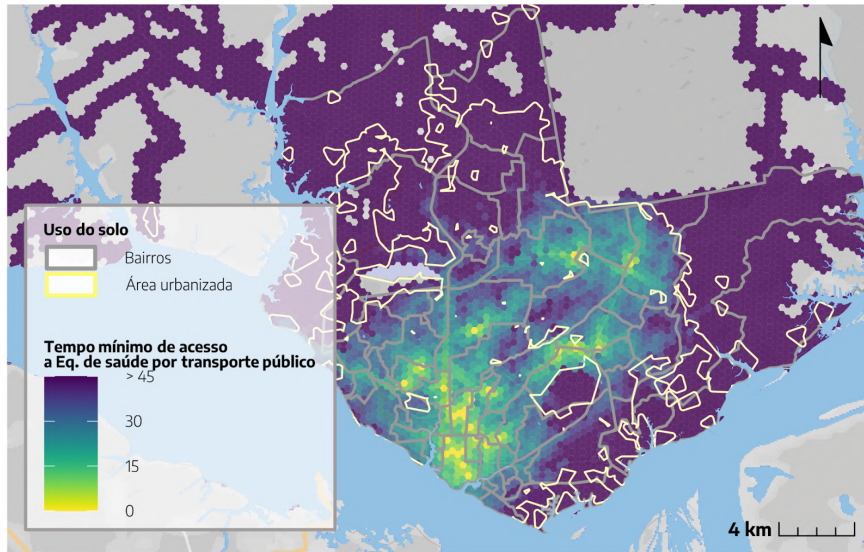 Uso do solo
Bairros
Área urbanizada
Tempo mínimo de acesso
a Eq. de saúde por transporte público
> 45
30
15
0
4 km